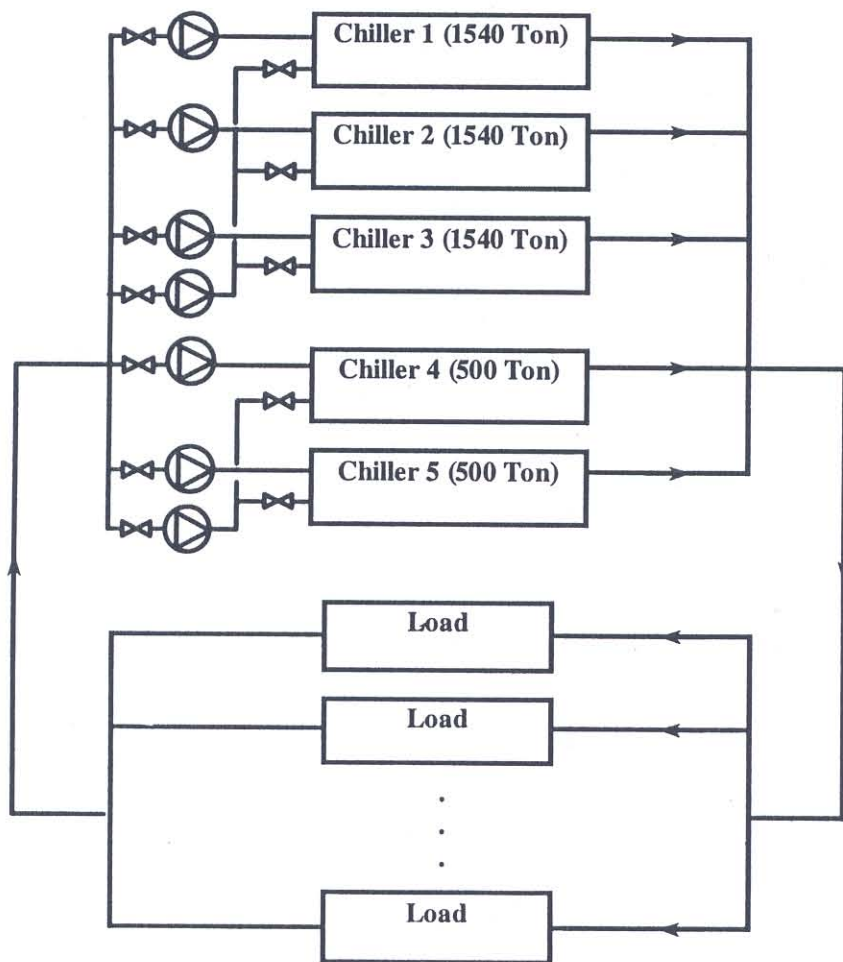 Chiller 1 (1540 Ton)
Chiller 2 (1540 Ton)
Chiller 3 (1540 Ton)
Chiller 4 (500 Ton)
Chiller 5 (500 Ton)
Load
Load
Load